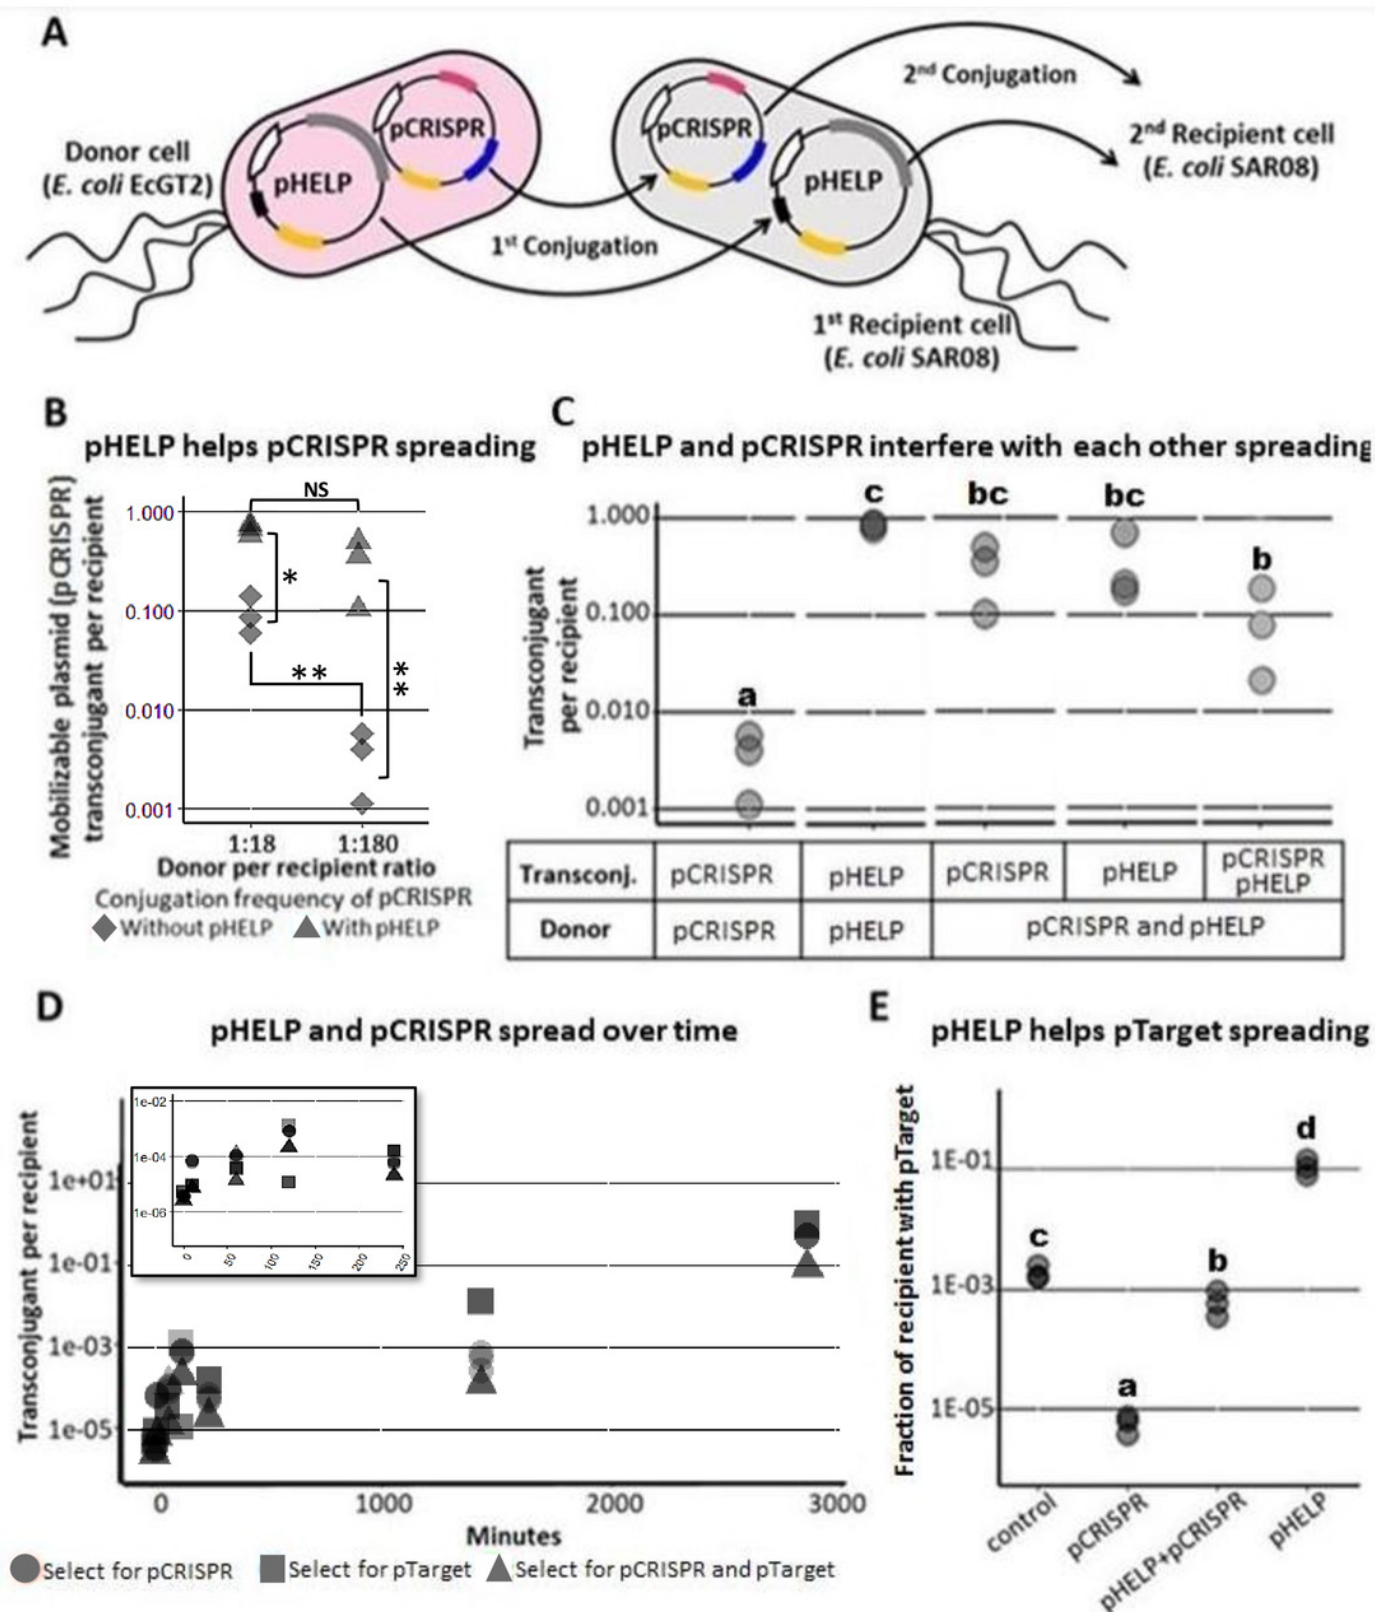 A
Donor cell
(E. coli EcGT2)
pHELP
pCRISPR
1st Conjugation
pCRISPR
pHELP
2nd Conjugation
2nd Recipient cell
(E. coli SAR08)
1st Recipient cell
(E. coli SAR08)
B
pHELP helps pCRISPR spreading
Mobilizable plasmid (pCRISPR)
transconjugant per recipient
1.000
0.100
0.010
0.001
NS
*
**
**
1:18 1:180
Donor per recipient ratio
Conjugation frequency of pCRISPR
Without pHELP With pHELP
C
pHELP and pCRISPR interfere with each other spreading
Transconjugant
per recipient
1.000
0.100
0.010
0.001
a
c
bc
bc
b
Transconj. pCRISPR pHELP pCRISPR pHELP pCRISPR pHELP
Donor pCRISPR pHELP pCRISPR and pHELP
D
pHELP and pCRISPR spread over time
Transconjugant per recipient
1e+01
1e-01
1e-03
1e-05
1e-02
1e-04
1e-06
0 50 100 150 200 250
0 1000 2000 3000
Minutes
Select for pCRISPR Select for pTarget Select for pCRISPR and pTarget
E
pHELP helps pTarget spreading
Fraction of recipient with pTarget
1E-01
1E-03
1E-05
c
a
b
d
control
pCRISPR
pHELP+pCRISPR
pHELP